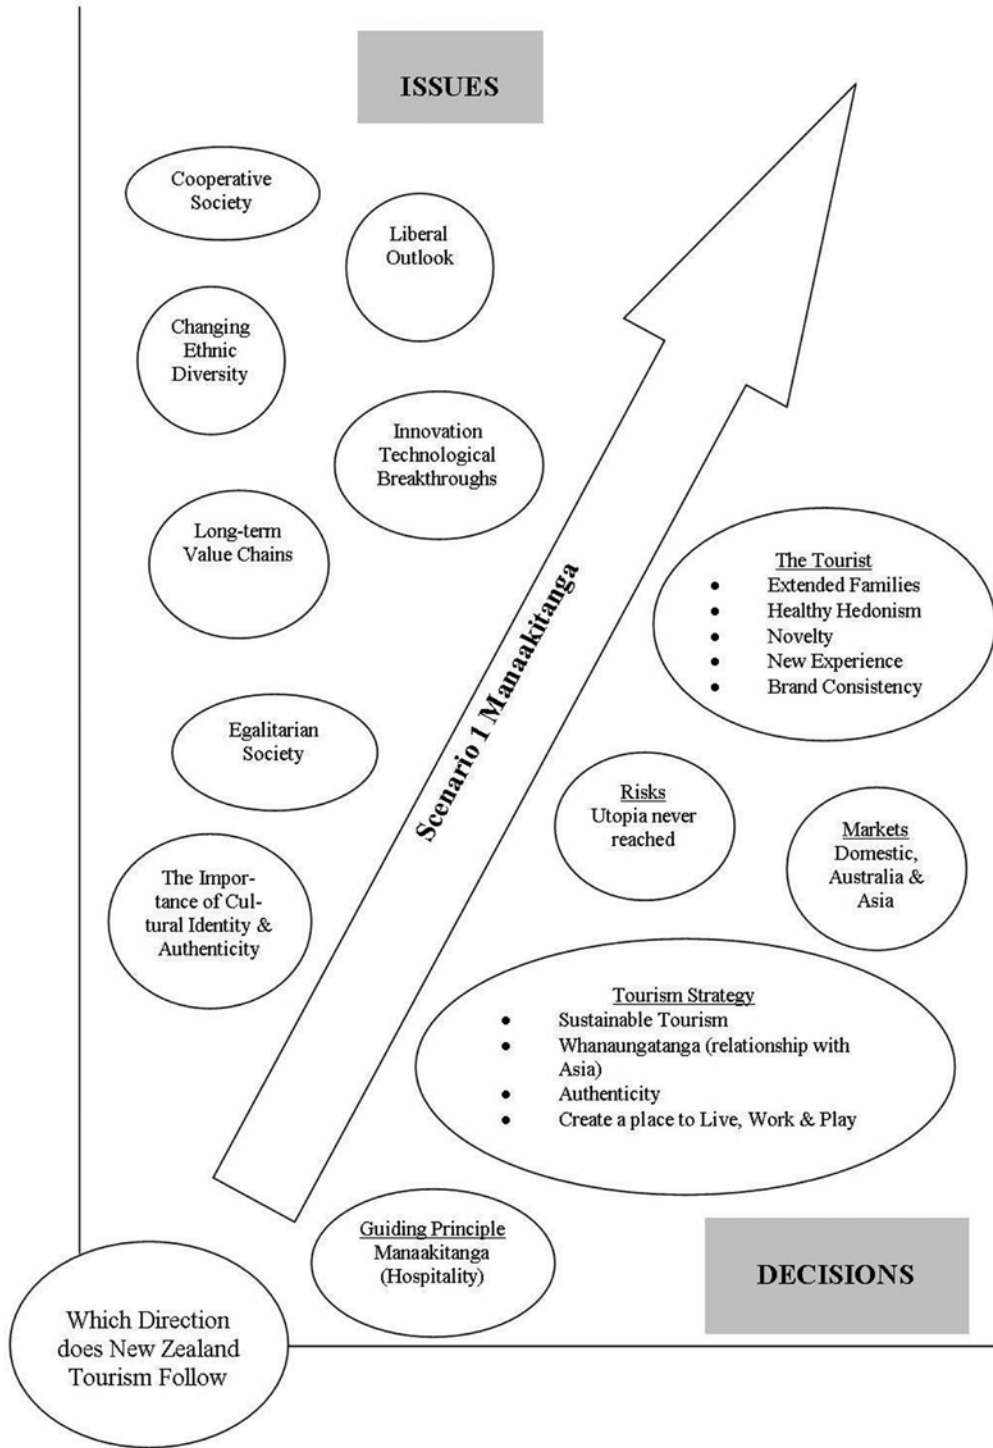 ISSUES
Cooperative
Society
Liberal
Outlook
Changing
Ethnic
Diversity
Innovation
Technological
Breakthroughs
Long-term
Value Chains
Egalitarian
Society
The Impor-
tance of Cul-
tural Identity &
Authenticity
Scenario 1 Manaakitanga
The Tourist
• Extended Families
• Healthy Hedonism
• Novelty
• New Experience
• Brand Consistency
Risks
Utopia never
reached
Markets
Domestic,
Australia &
Asia
Tourism Strategy
• Sustainable Tourism
• Whanaungatanga (relationship with
Asia)
• Authenticity
• Create a place to Live, Work & Play
Guiding Principle
Manaakitanga
(Hospitality)
DECISIONS
Which Direction
does New Zealand
Tourism Follow